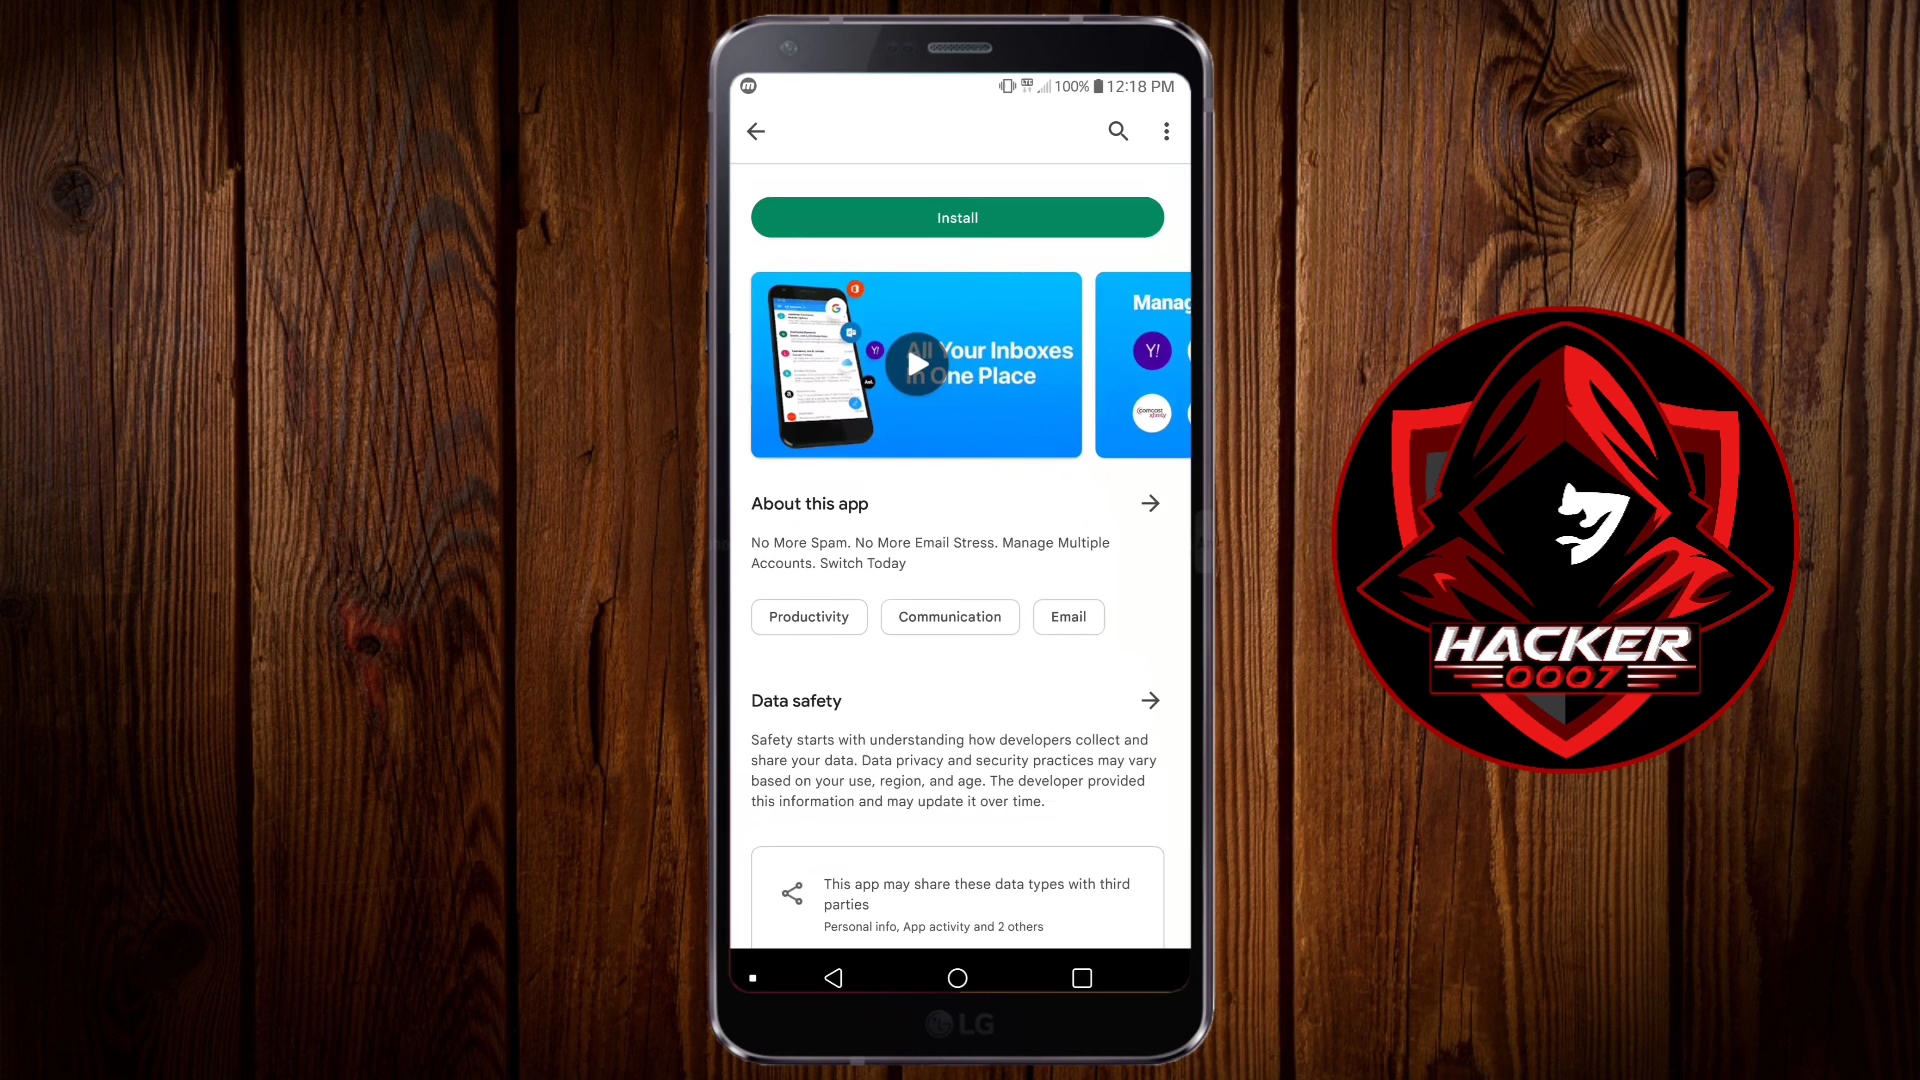 100% 12:18 PM
Install
All Your Inboxes
In One Place
Manag
Y!
Y!
comcast
xfinity
About this app
No More Spam. No More Email Stress. Manage Multiple
Accounts. Switch Today
Productivity
Communication
Email
Data safety
Safety starts with understanding how developers collect and
share your data. Data privacy and security practices may vary
based on your use, region, and age. The developer provided
this information and may update it over time.
This app may share these data types with third
parties
Personal info, App activity and 2 others
LG
HACKER
0007